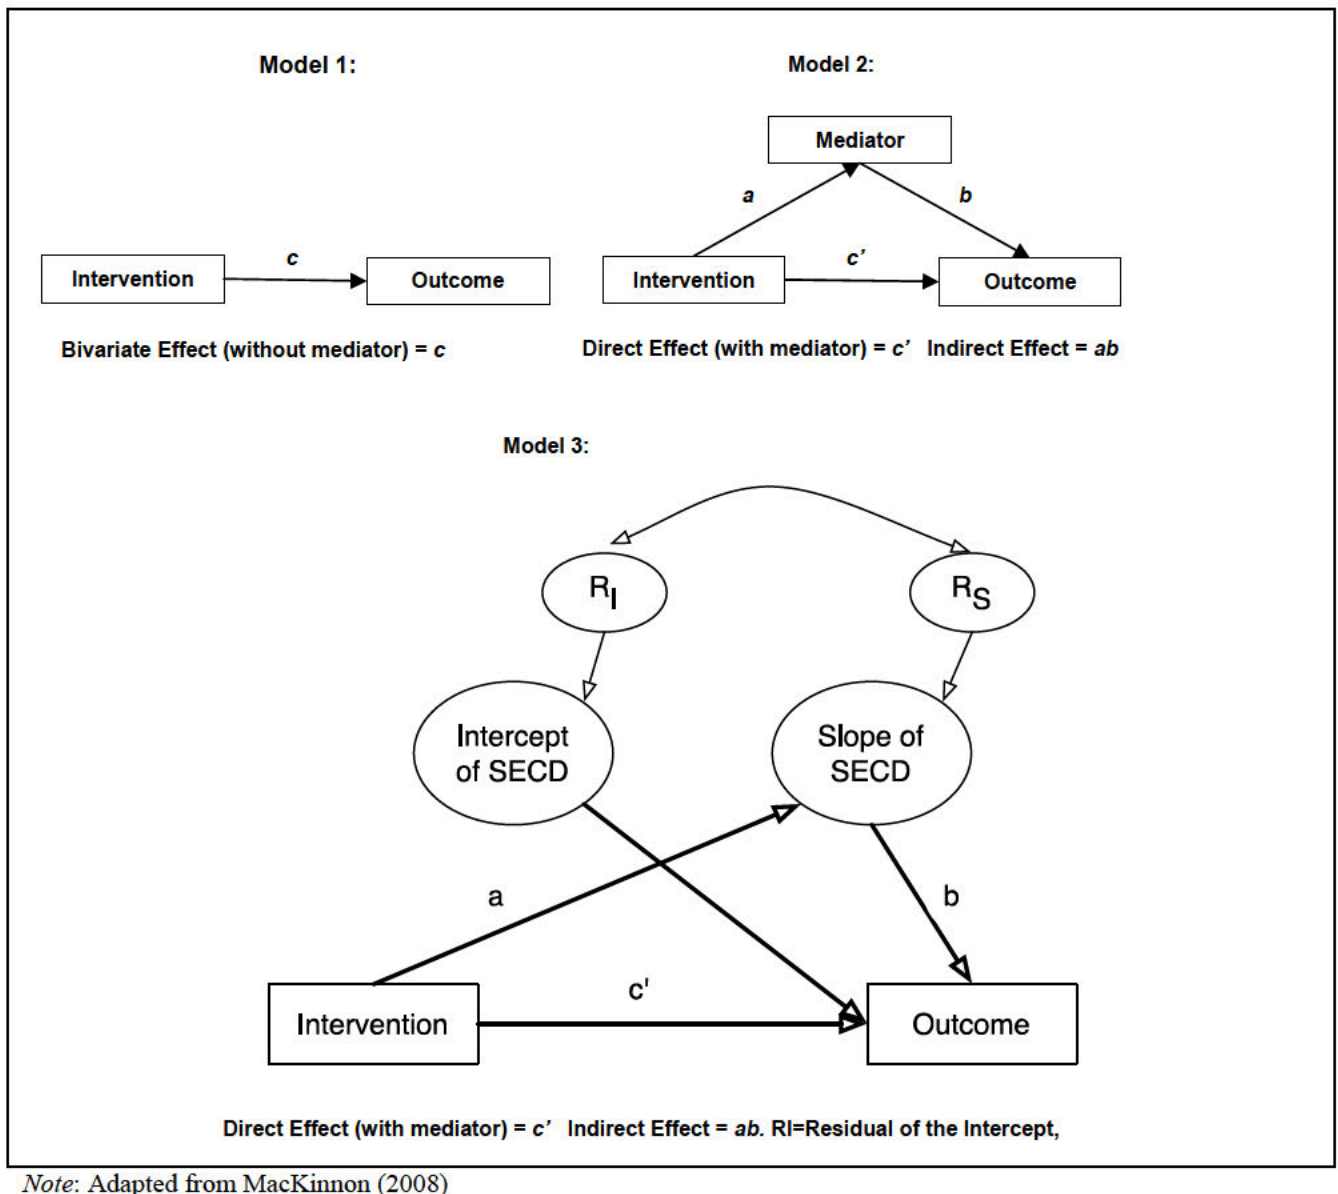 Model 1:
Model 2:
Mediator
a
b
Intervention
c
Outcome
Intervention
c’
Outcome
Bivariate Effect (without mediator) = c
Direct Effect (with mediator) = c’ Indirect Effect = ab
Model 3:
RI
RS
Intercept
of SECD
Slope of
SECD
a
b
c'
Intervention
Outcome
Direct Effect (with mediator) = c’ Indirect Effect = ab. RI=Residual of the Intercept,
Note: Adapted from MacKinnon (2008)